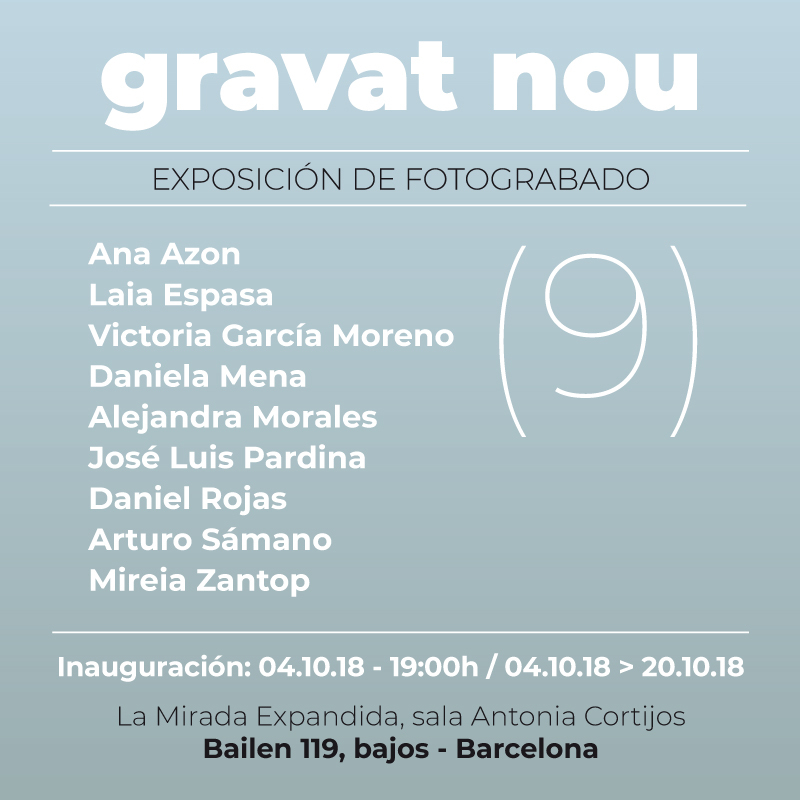 gravat nou
EXPOSICIÓN DE FOTOGRABADO
Ana Azon
Laia Espasa
Victoria García Moreno
Daniela Mena
Alejandra Morales
José Luis Pardina
Daniel Rojas
Arturo Sámano
Mireia Zantop
(9)
Inauguración: 04.10.18 - 19:00h / 04.10.18 > 20.10.18
La Mirada Expandida, sala Antonia Cortijos
Bailen 119, bajos - Barcelona